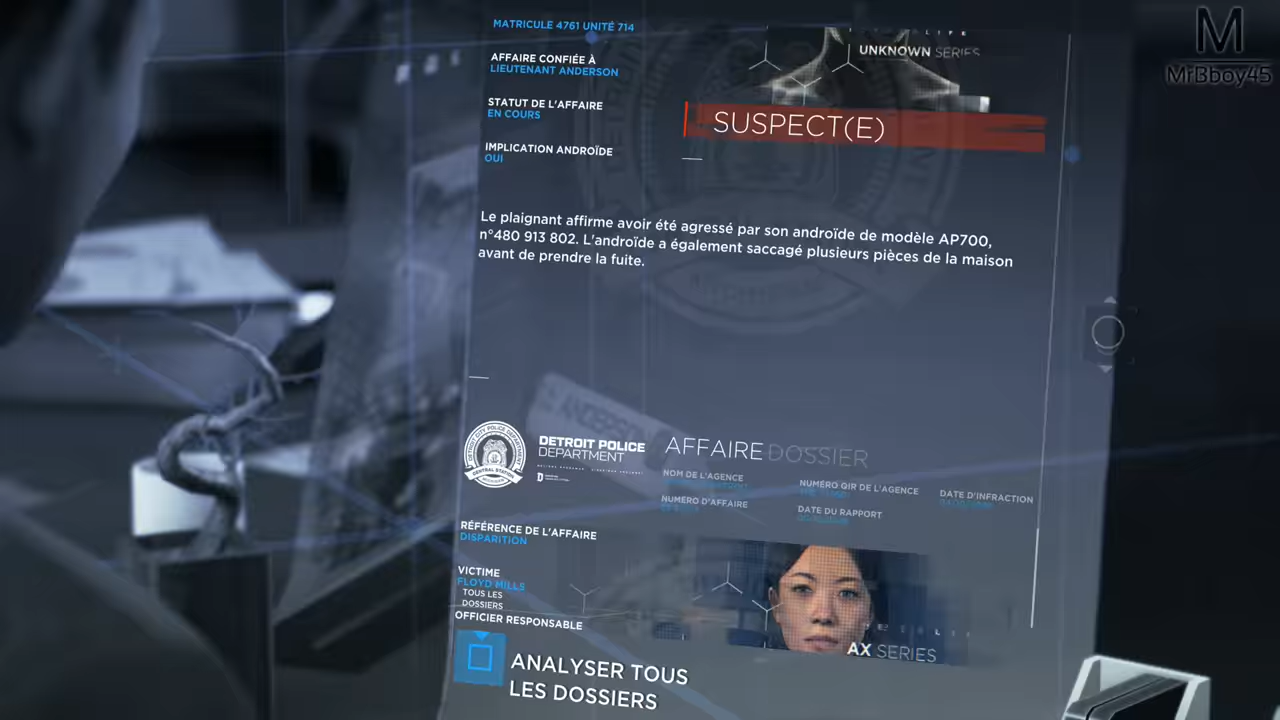 MATRICULE 4761 UNITÉ 714
AFFAIRE CONFIÉE À
LIEUTENANT ANDERSON
STATUT DE L'AFFAIRE
EN COURS
IMPLICATION ANDROÏDE
OUI
UNKNOWN SERIES
SUSPECT(E)
M
MrBboy45
Le plaignant affirme avoir été agressé par son androïde de modèle AP700,
n°480 913 802. L'androïde a également saccagé plusieurs pièces de la maison
avant de prendre la fuite.
ANDERSON
DETROIT POLICE
DEPARTMENT
CENTRAL STATION
AFFAIRE DOSSIER
NOM DE L'AGENCE
NUMÉRO QIR DE L'AGENCE
DATE D'INFRACTION
NUMÉRO D'AFFAIRE
DATE DU RAPPORT
RÉFÉRENCE DE L'AFFAIRE
DISPARITION
VICTIME
FLOYD MILLS
TOUS LES
DOSSIERS
OFFICIER RESPONSABLE
AX SERIES
ANALYSER TOUS
LES DOSSIERS